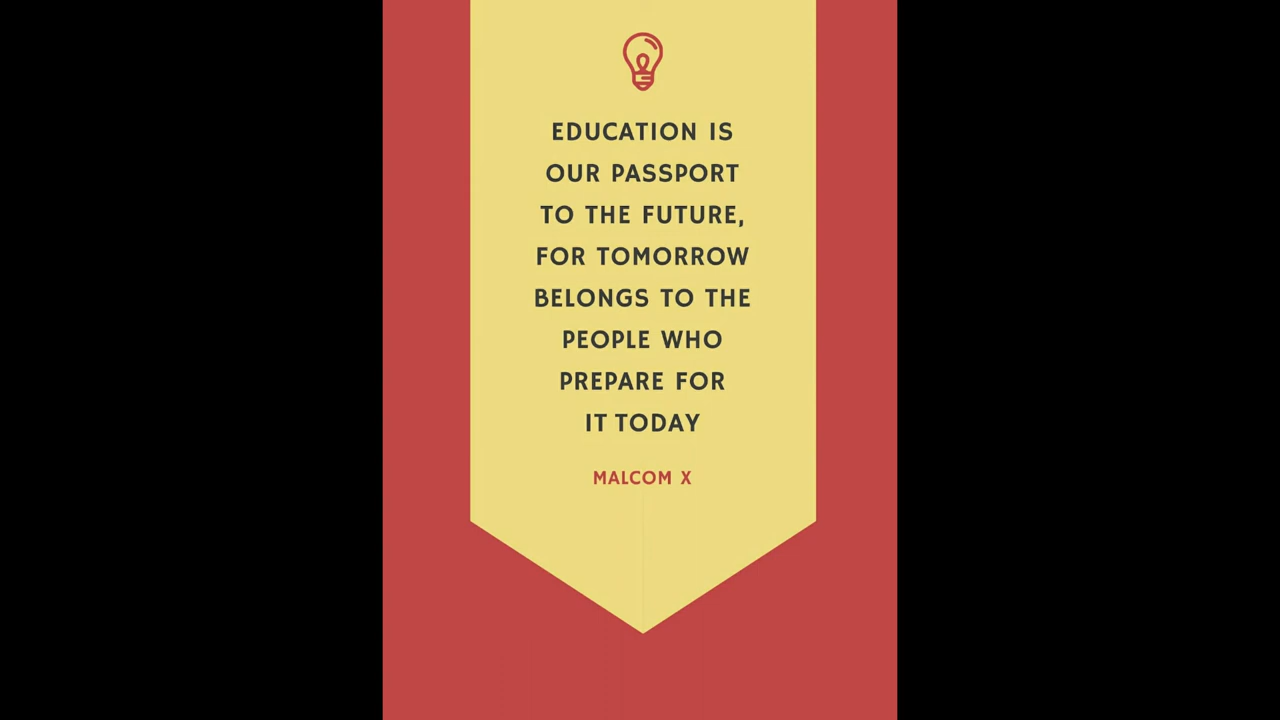 EDUCATION IS
OUR PASSPORT
TO THE FUTURE,
FOR TOMORROW
BELONGS TO THE
PEOPLE WHO
PREPARE FOR
IT TODAY
MALCOM X